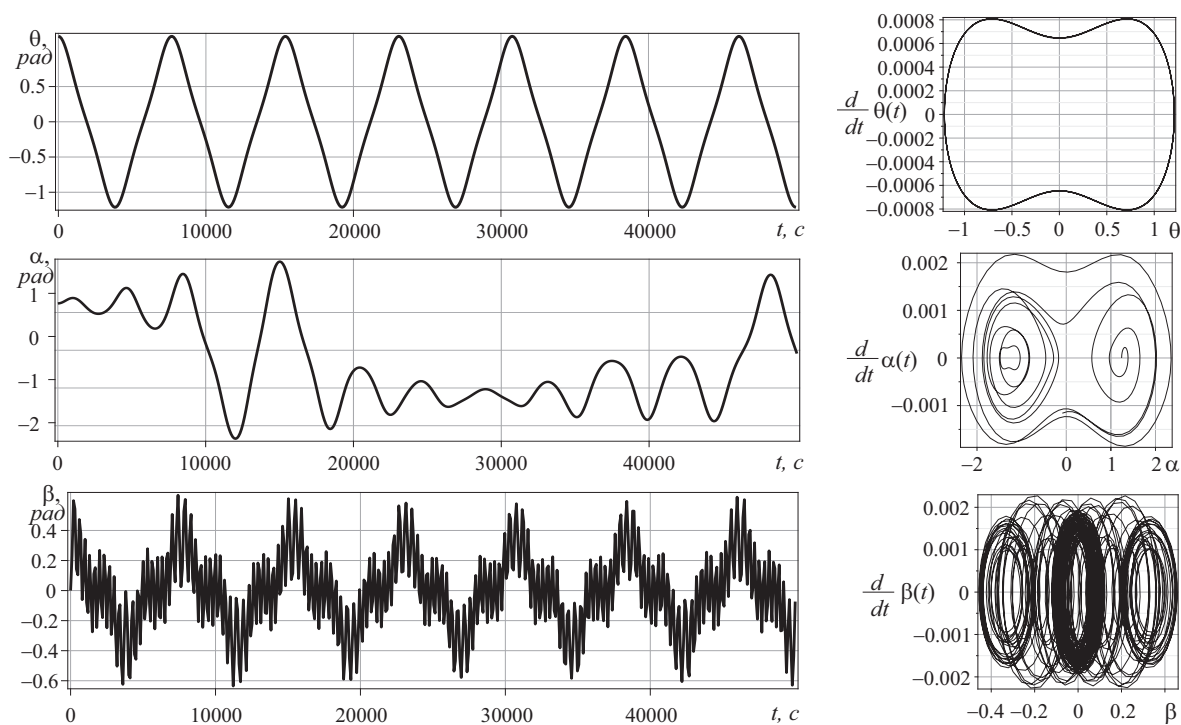 θ,
рад
0.5
0
−0.5
−1
0 10000 20000 30000 40000 t, c
0.0008
0.0006
0.0004
0.0002
0
−0.0002
−0.0004
−0.0006
−0.0008
d/dt θ(t)
−1 −0.5 0 0.5 1 θ
α,
рад
1
0
−1
−2
0 10000 20000 30000 40000 t, c
0.002
0.001
0
−0.001
d/dt α(t)
−2 0 1 2 α
β,
рад
0.4
0.2
0
−0.2
−0.4
−0.6
0 10000 20000 30000 40000 t, c
0.002
0.001
0
−0.001
−0.002
d/dt β(t)
−0.4 −0.2 0 0.2 β